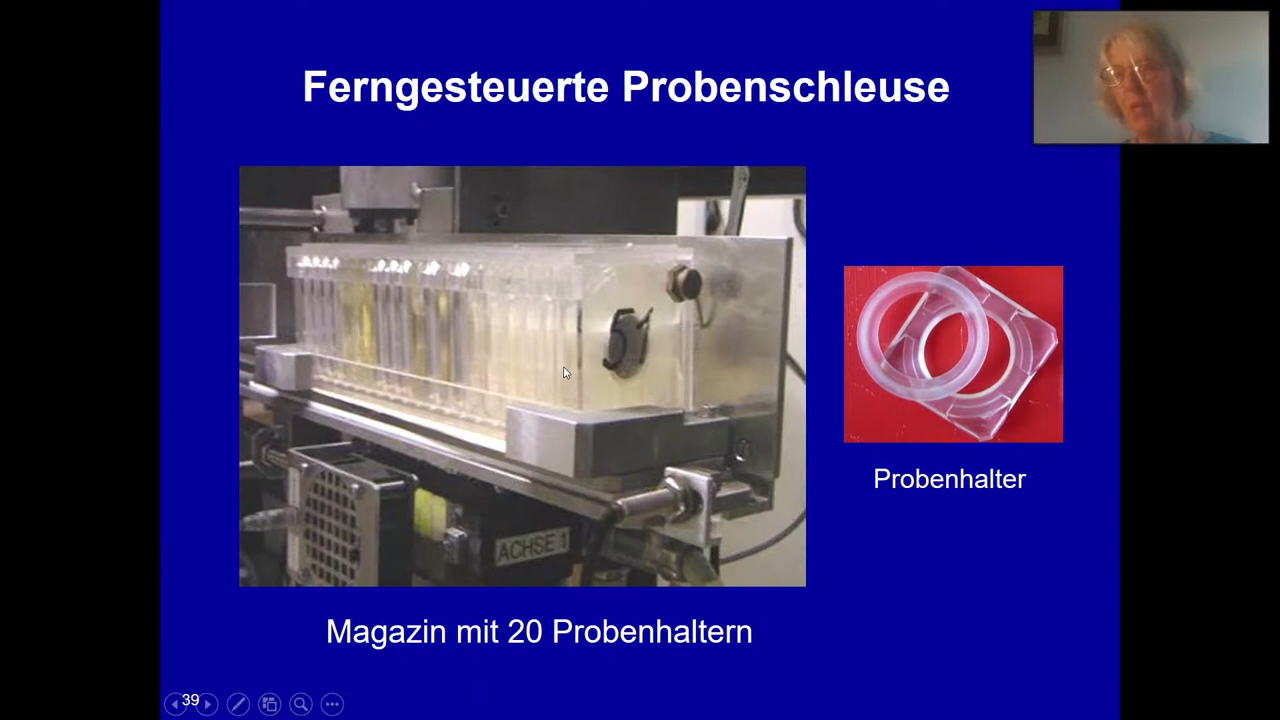 Ferngesteuerte Probenschleuse
ACHSE 1
Probenhalter
Magazin mit 20 Probenhaltern
39